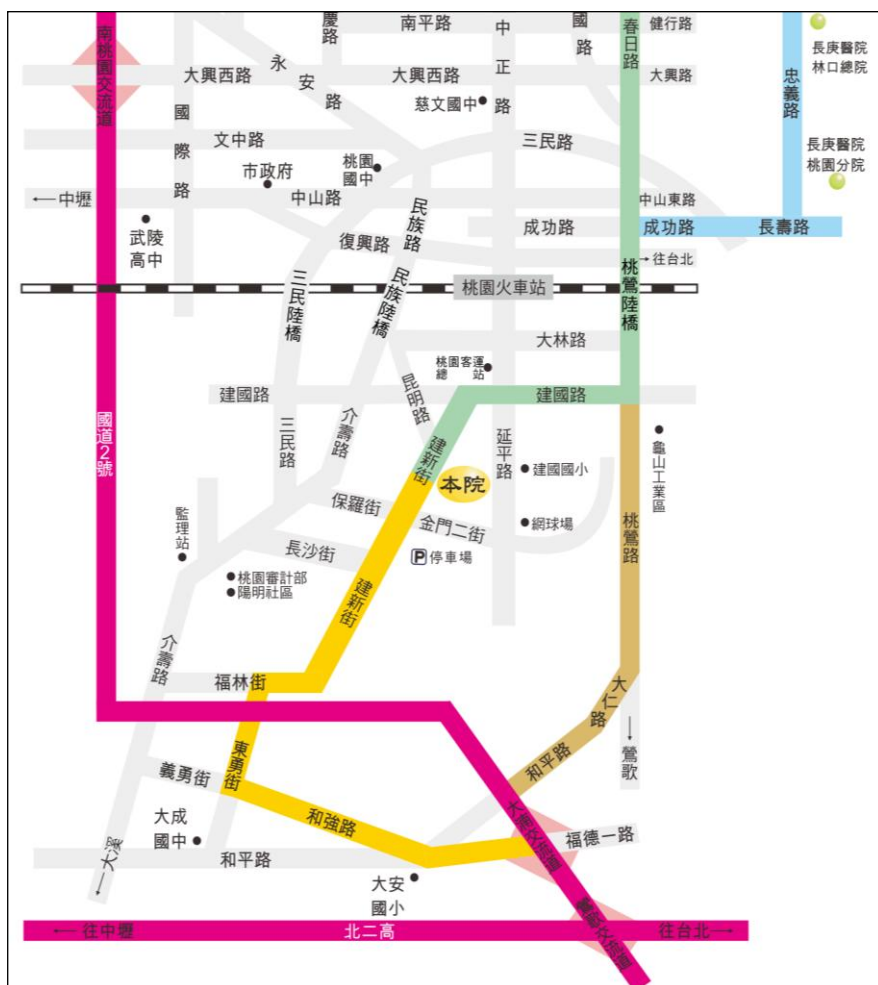 南桃園交流道
慶路
南平路
中正路
國路
春日路
健行路
長庚醫院
林口總院
大興西路
永安路
大興西路
慈文國中
大興路
忠義路
國際路
文中路
市政府
桃園
國中
三民路
長庚醫院
桃園分院
←中壢
中山路
民族路
中山東路
武陵
高中
復興路
成功路
成功路
長壽路
→往台北
三民陸橋
民族陸橋
桃園火車站
桃鶯陸橋
大林路
桃園客運
總站
建國路
昆明路
建國路
國道2號
三民路
介壽路
建新街
本院
延平路
建國國小
龜山工業區
保羅街
金門二街
網球場
桃鶯路
監理站
長沙街
P停車場
桃園審計部
陽明社區
建新街
介壽路
福林街
大仁路
→鶯歌
東勇街
義勇街
和平路
大成
國中
和強路
大湳交流道
福德一路
←大溪
和平路
大安
國小
鶯歌交流道
←往中壢
北二高
往台北→